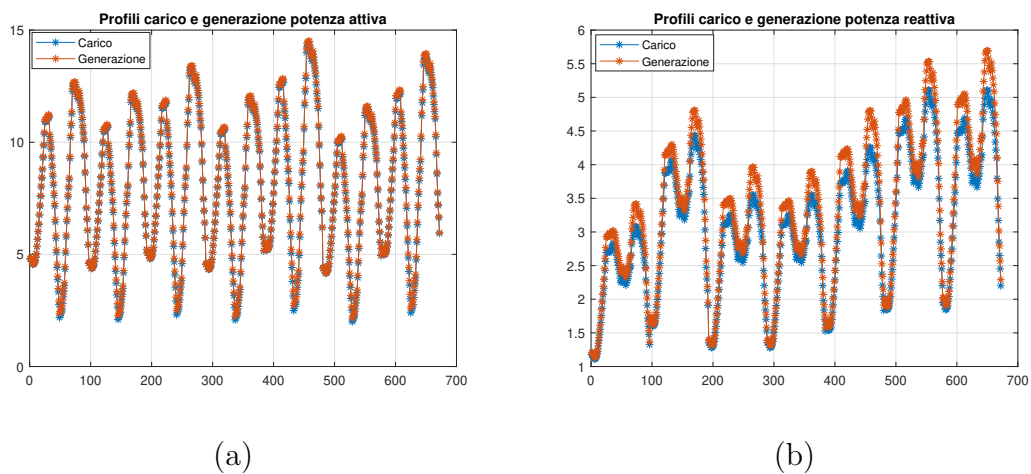 Profili carico e generazione potenza attiva
15
10
5
0
Carico
Generazione
0 100 200 300 400 500 600 700
(a)
Profili carico e generazione potenza reattiva
6
5.5
5
4.5
4
3.5
3
2.5
2
1.5
1
Carico
Generazione
0 100 200 300 400 500 600 700
(b)